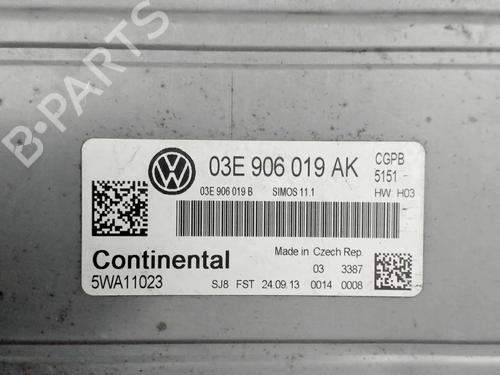 B-Parts
03E 906 019 AK
CGPB
5151 -
03E 906 019 B SIMOS 11.1
HW: H03
Continental
Made in Czech Rep.
03 3387
5WA11023
SJ8 FST 24.09.13 0014 0008